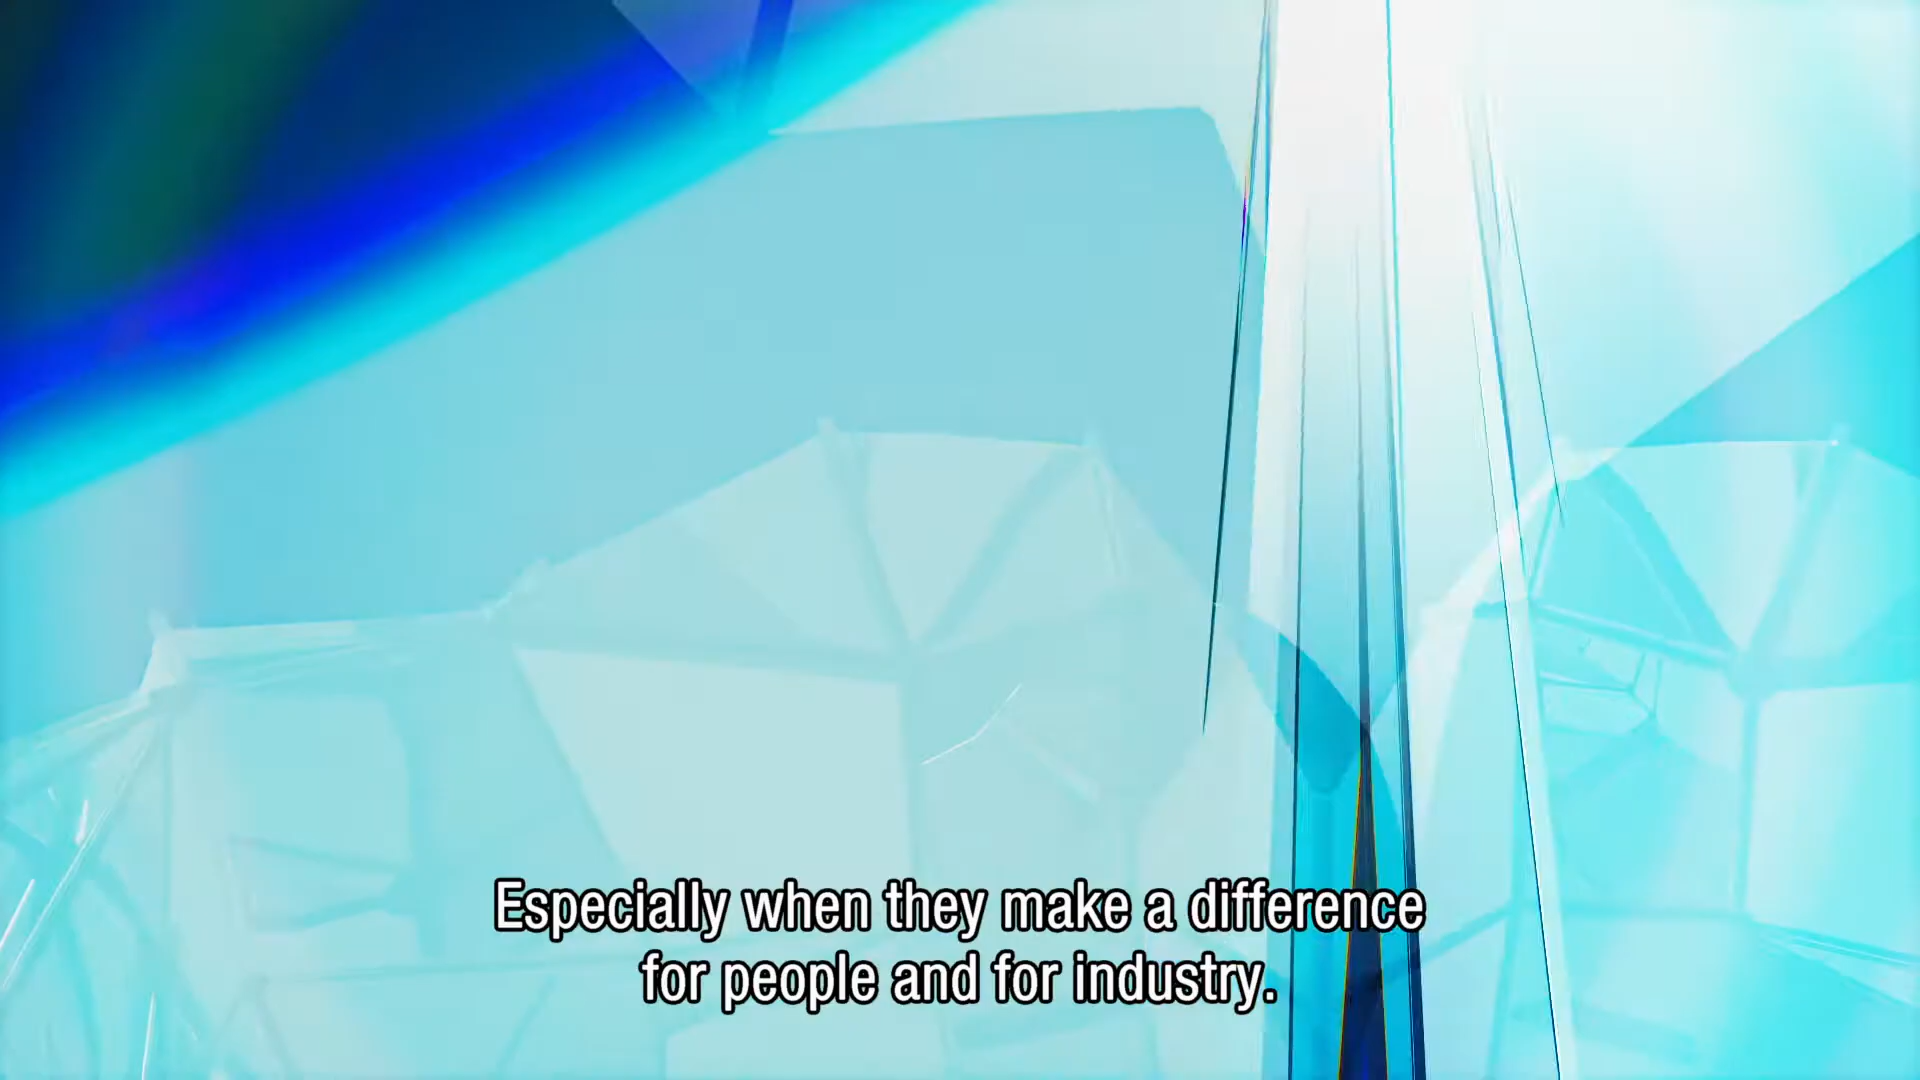 Especially when they make a difference
for people and for industry.